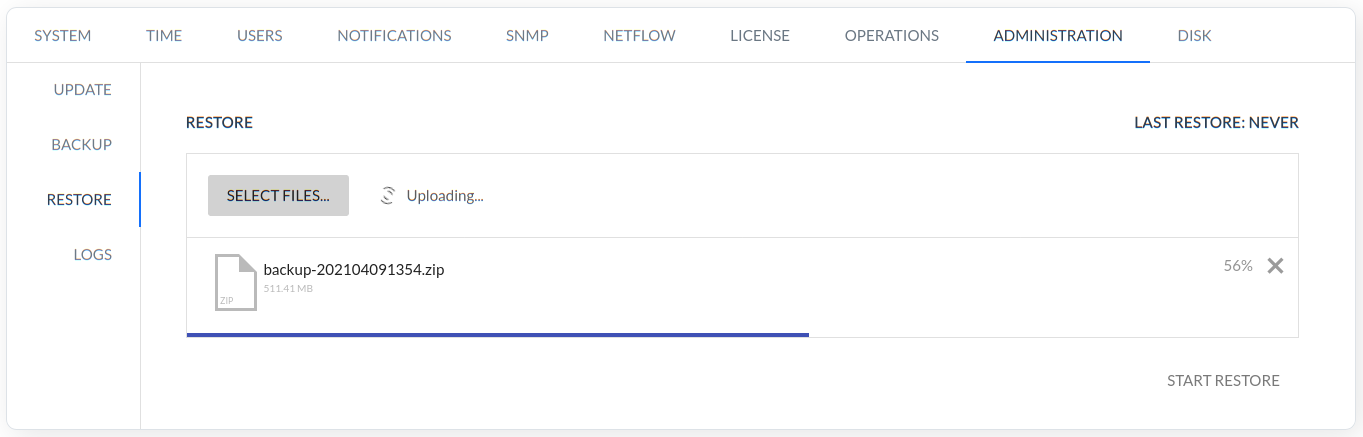 SYSTEM TIME USERS NOTIFICATIONS SNMP NETFLOW LICENSE OPERATIONS ADMINISTRATION DISK
UPDATE
BACKUP
RESTORE
LOGS
RESTORE LAST RESTORE: NEVER
SELECT FILES... Uploading...
backup-202104091354.zip 56%
511.41 MB
ZIP
START RESTORE